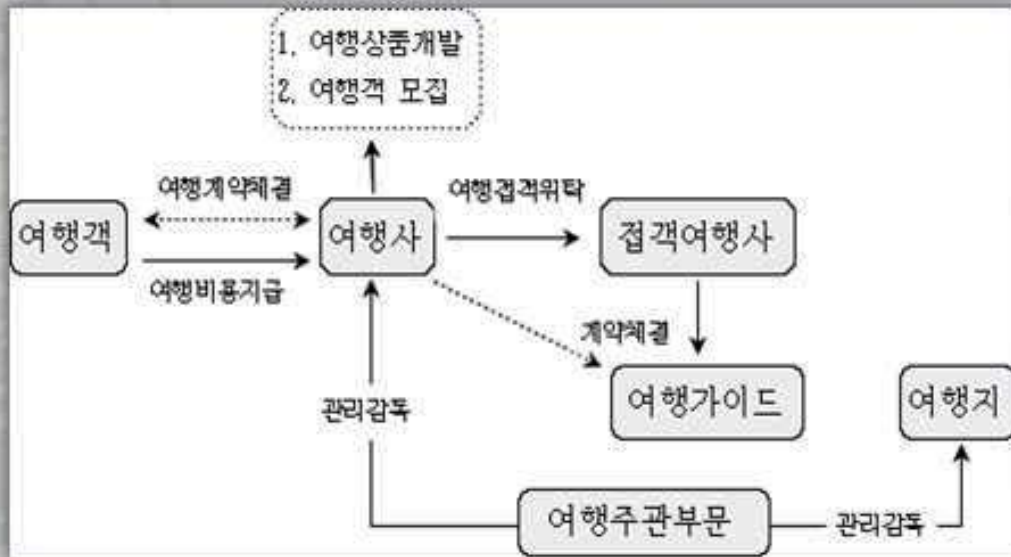 1. 여행상품개발
2. 여행객 모집
여행계약체결
여행접객위탁
여행객
여행사
접객여행사
여행비용지급
계약체결
여행가이드
여행지
관리감독
여행주관부문
관리감독